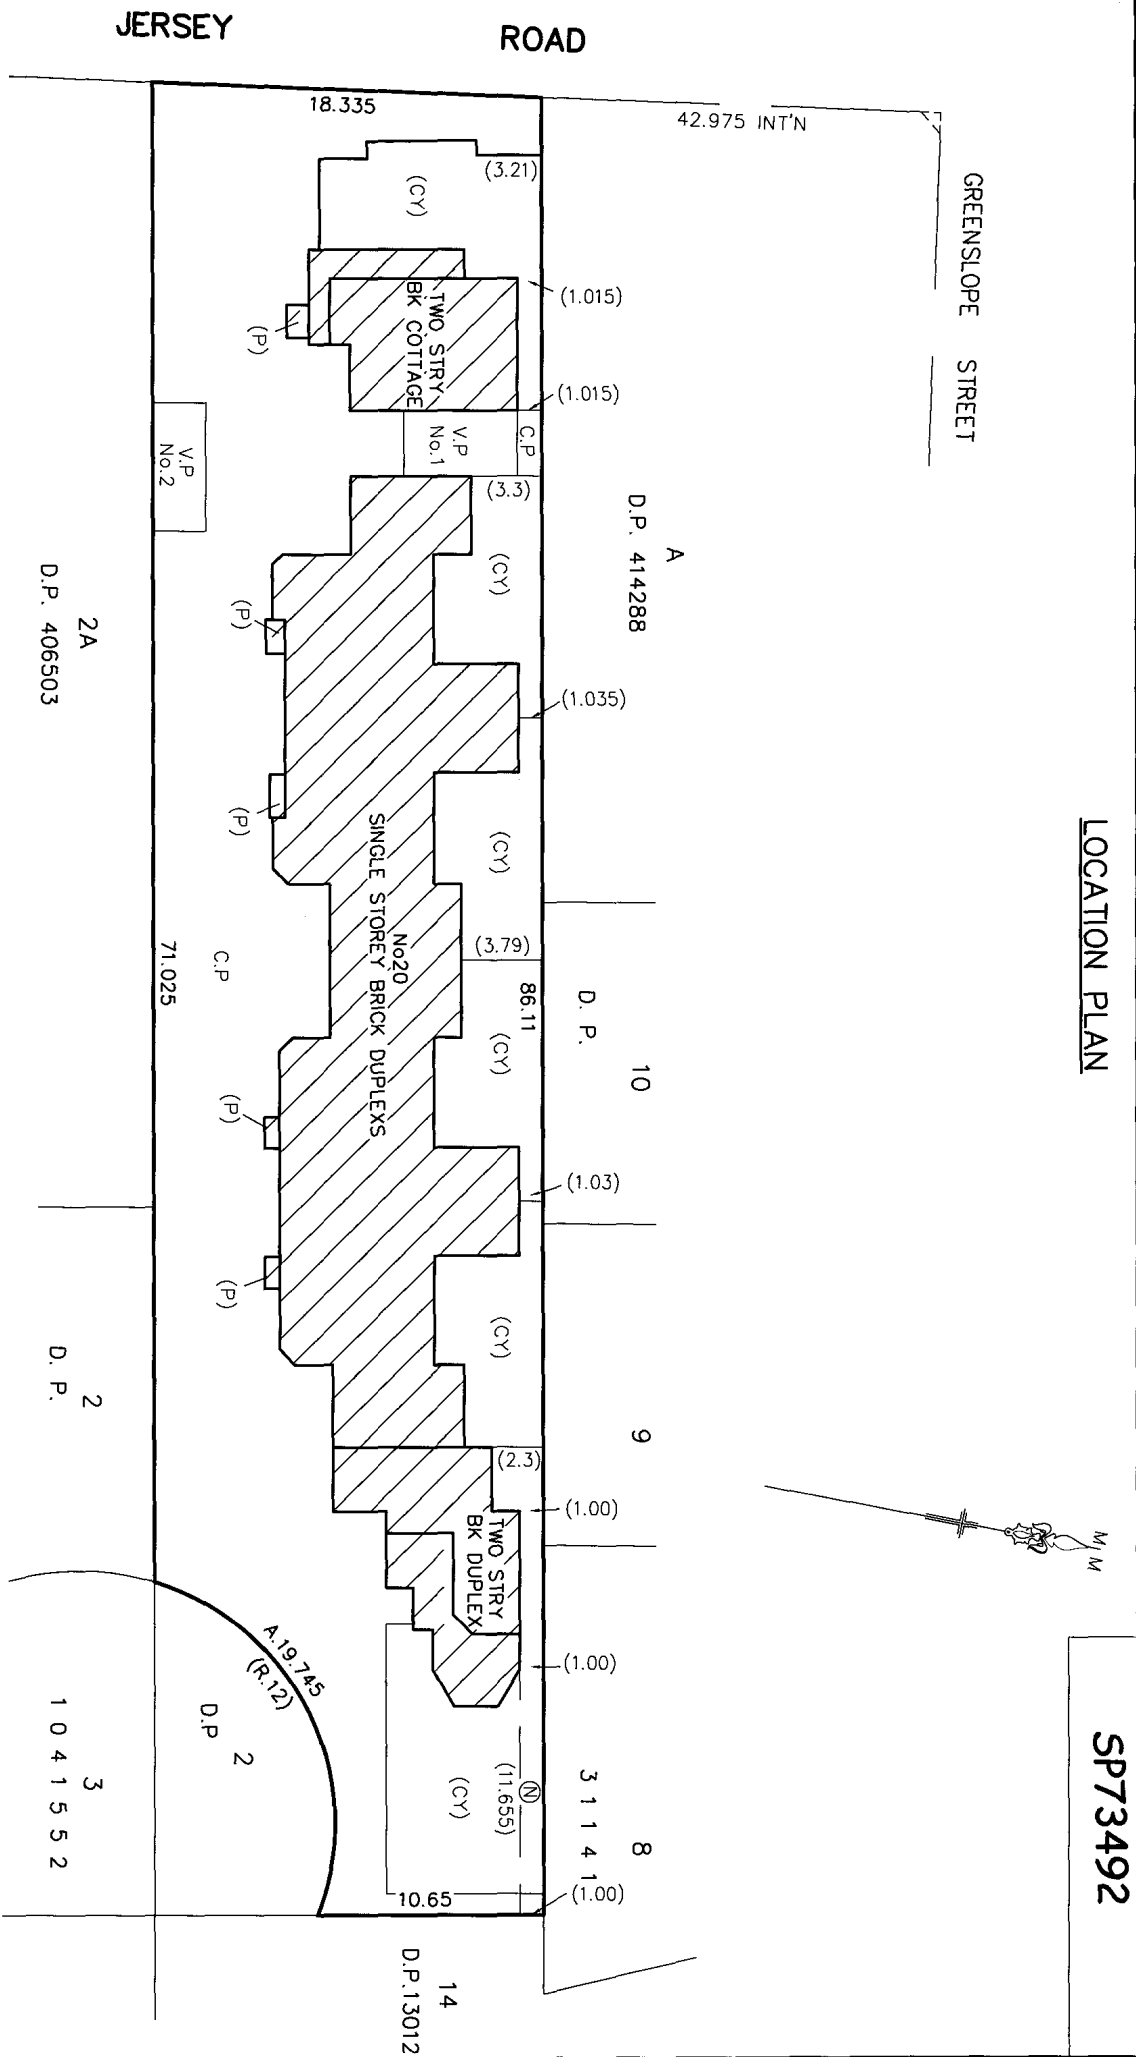 SP73492
LOCATION PLAN
M M
JERSEY ROAD
GREENSLOPE STREET
42.975 INT'N
18.335
(3.21)
(CY)
(1.015)
TWO STRY
BK COTTAGE
(P)
(1.015)
C.P
V.P
No.1
V.P
No.2
(3.3)
(CY)
A
D.P. 414288
(P)
(1.035)
(P)
(CY)
2A
D.P. 406503
No20
SINGLE STOREY BRICK DUPLEXS
(3.79)
86.11
(CY)
C.P
71.025
D. P.
10
(P)
(1.03)
(P)
(CY)
9
2
D. P.
(2.3)
(1.00)
TWO STRY
BK DUPLEX
(1.00)
A.19.745
(R.12)
2
D.P
3
1041552
(N)
(11.655)
(CY)
8
31141
10.65
(1.00)
14
D.P.13012